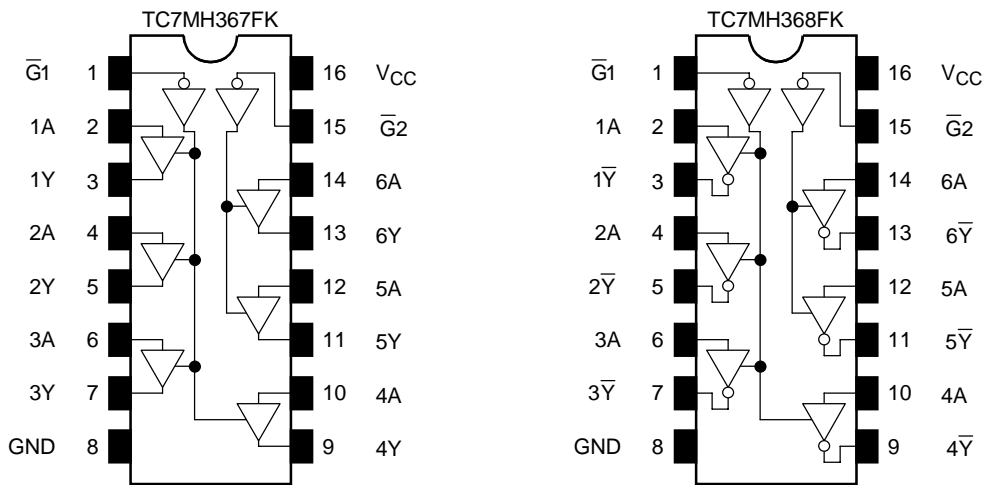 TC7MH367FK
G̅1 1 16 VCC
1A 2 15 G̅2
1Y 3 14 6A
2A 4 13 6Y
2Y 5 12 5A
3A 6 11 5Y
3Y 7 10 4A
GND 8 9 4Y
TC7MH368FK
G̅1 1 16 VCC
1A 2 15 G̅2
1Y̅ 3 14 6A
2A 4 13 6Y̅
2Y̅ 5 12 5A
3A 6 11 5Y̅
3Y̅ 7 10 4A
GND 8 9 4Y̅